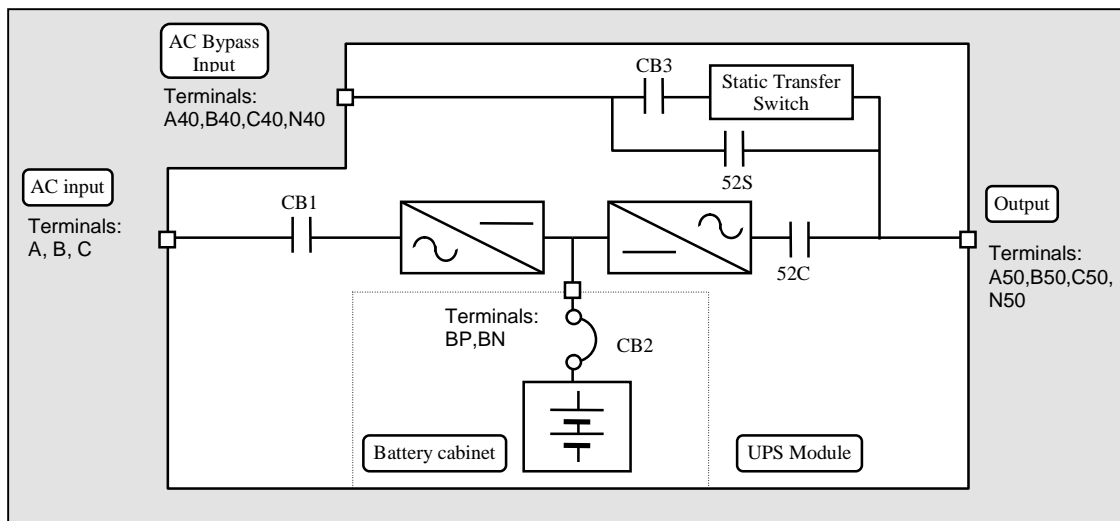 AC Bypass
Input
Terminals:
A40,B40,C40,N40
CB3
Static Transfer
Switch
52S
AC input
Terminals:
A, B, C
CB1
52C
Output
Terminals:
A50,B50,C50,
N50
Terminals:
BP,BN
CB2
Battery cabinet
UPS Module